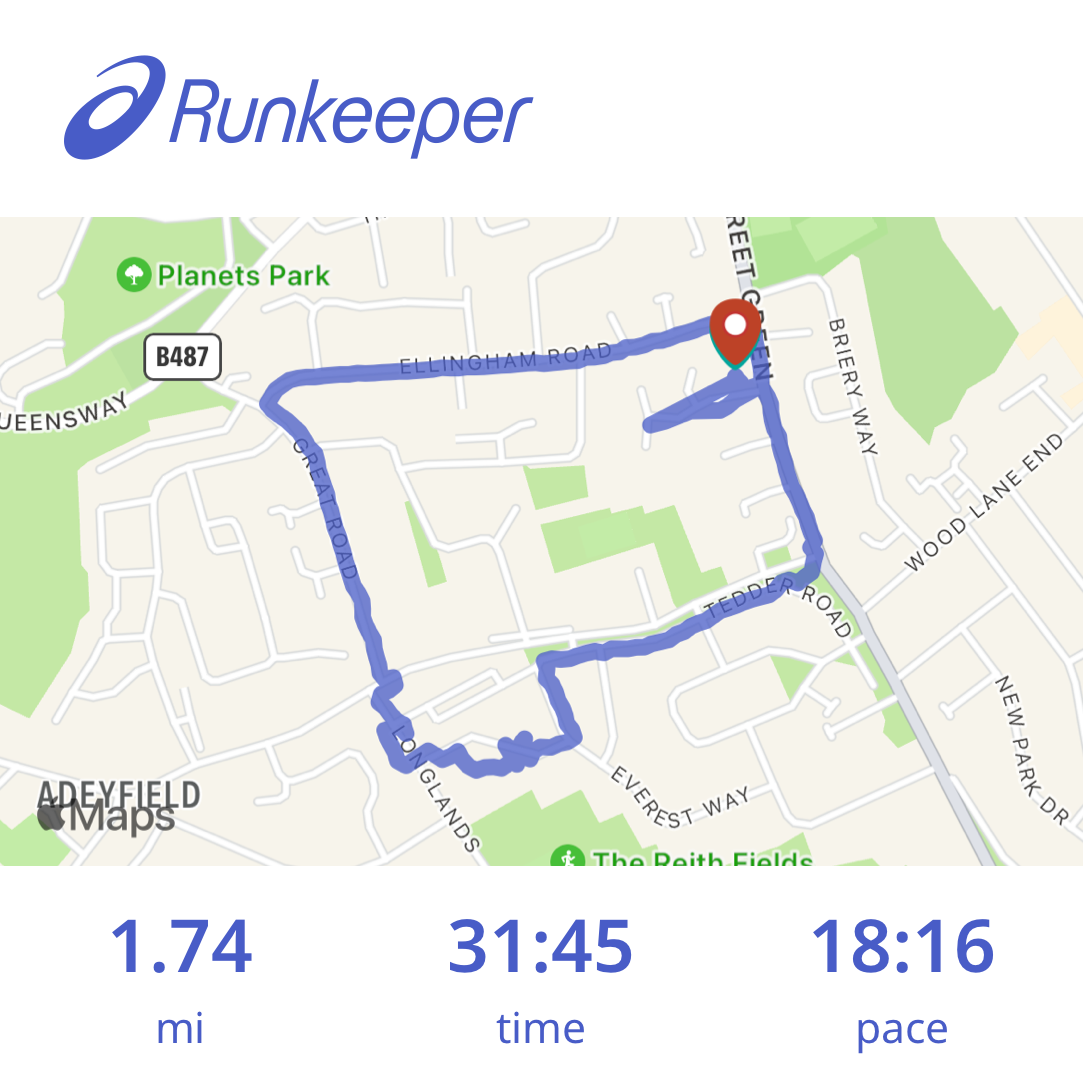 Runkeeper
REET GREEN
Planets Park
B487
ELLINGHAM ROAD
BRIERY WAY
UEENSWAY
GREAT ROAD
WOOD LANE END
TEDDER ROAD
NEW PARK DR
LONGLANDS
EVEREST WAY
ADEYFIELD
Maps
The Reith Fields
1.74
31:45
18:16
mi
time
pace